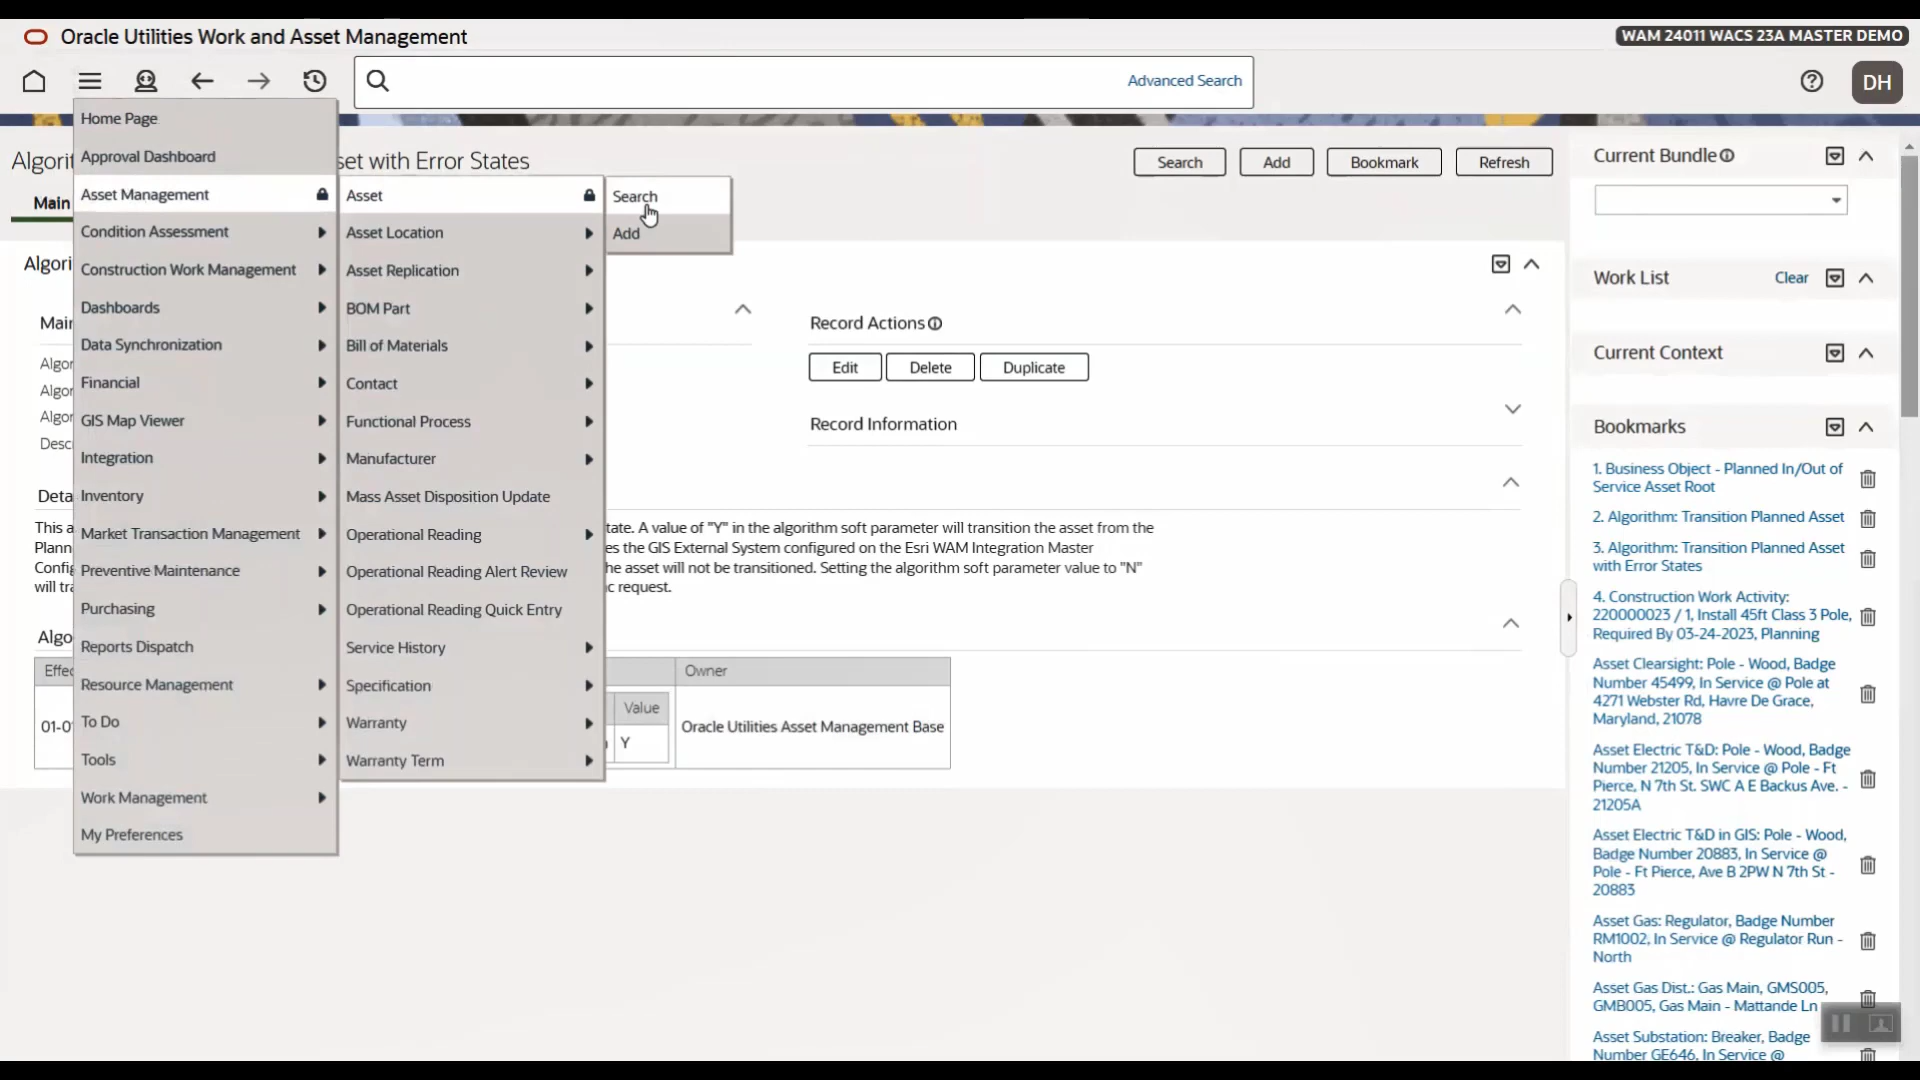 Oracle Utilities Work and Asset Management
WAM 24011 WACS 23A MASTER DEMO
Advanced Search
DH
Home Page
Approval Dashboard
Asset Management
Condition Assessment
Construction Work Management
Dashboards
Data Synchronization
Financial
GIS Map Viewer
Integration
Inventory
Market Transaction Management
Preventive Maintenance
Purchasing
Reports Dispatch
Resource Management
To Do
Tools
Work Management
My Preferences
Asset
Asset Location
Asset Replication
BOM Part
Bill of Materials
Contact
Functional Process
Manufacturer
Mass Asset Disposition Update
Operational Reading
Operational Reading Alert Review
Operational Reading Quick Entry
Service History
Specification
Warranty
Warranty Term
Search
Add
Algorit
set with Error States
Search
Add
Bookmark
Refresh
Main
Algori
Mair
Algor
Algor
Algor
Desc
Record Actions
Edit
Delete
Duplicate
Record Information
Deta
This a
tate. A value of "Y" in the algorithm soft parameter will transition the asset from the
Plann
es the GIS External System configured on the Esri WAM Integration Master
Config
he asset will not be transitioned. Setting the algorithm soft parameter value to "N"
will tra
c request.
Algo
Effec
Owner
Value
01-0
Y
Oracle Utilities Asset Management Base
Current Bundle
Work List
Clear
Current Context
Bookmarks
1. Business Object - Planned In/Out of
Service Asset Root
2. Algorithm: Transition Planned Asset
3. Algorithm: Transition Planned Asset
with Error States
4. Construction Work Activity:
220000023 / 1, Install 45ft Class 3 Pole,
Required By 03-24-2023, Planning
Asset Clearsight: Pole - Wood, Badge
Number 45499, In Service @ Pole at
4271 Webster Rd, Havre De Grace,
Maryland, 21078
Asset Electric T&D: Pole - Wood, Badge
Number 21205, In Service @ Pole - Ft
Pierce, N 7th St. SWC A E Backus Ave. -
21205A
Asset Electric T&D in GIS: Pole - Wood,
Badge Number 20883, In Service @
Pole - Ft Pierce, Ave B 2PW N 7th St -
20883
Asset Gas: Regulator, Badge Number
RM1002, In Service @ Regulator Run -
North
Asset Gas Dist.: Gas Main, GMS005,
GMB005, Gas Main - Mattande Ln
Asset Substation: Breaker, Badge
Number GE646, In Service @